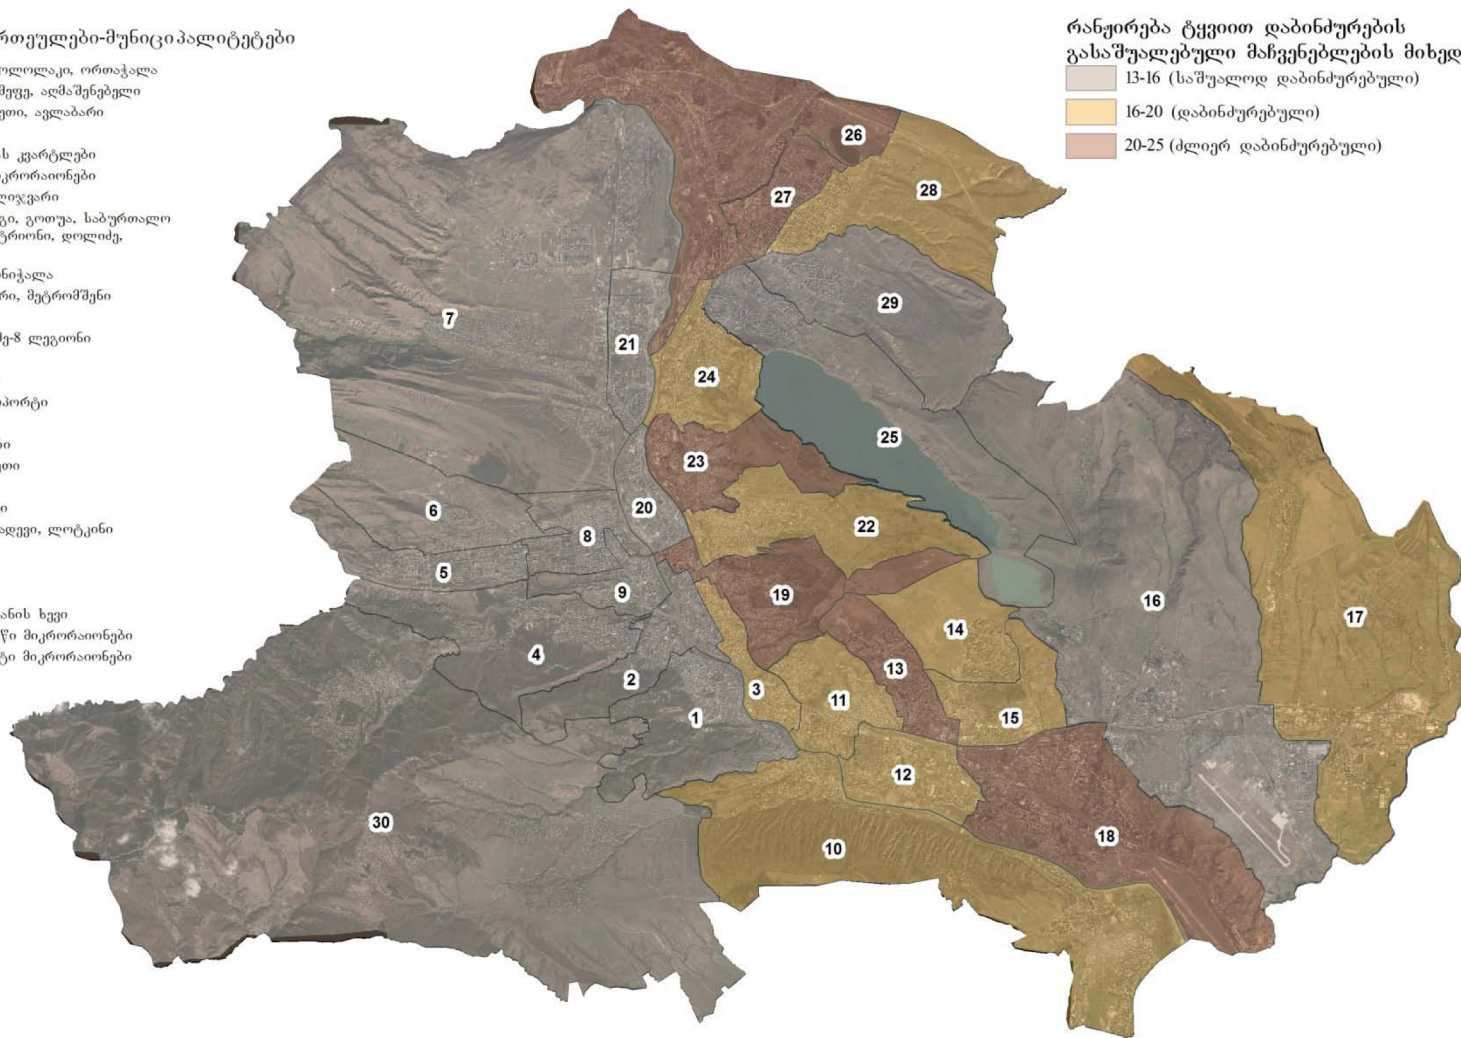 რთეულები-მუნიციპალიტეტები
ოლოლაკი, ორთაჭალა
მეფე, აღმაშენებელი
ეთი, ავლაბარი
ს კვარტლები
კრორაიონები
ლიჯვარი
გი, გოთუა, საბურთალო
ტრიონი, დოლიძე,
ნიჭალა
რი, მეტრომშენი
მე-8 ლეგიონი
პორტი
რი
ეთი
ი
ადევი, ლოტკინი
ანის ხევი
წი მიკრორაიონები
ტი მიკრორაიონები
რანჟირება ტყვიით დაბინძურების
გასაშუალებული მაჩვენებლების მიხედ
13-16 (საშუალოდ დაბინძურებული)
16-20 (დაბინძურებული)
20-25 (ძლიერ დაბინძურებული)
26
27
28
29
7
21
24
25
23
6
20
22
8
5
9
19
16
17
14
4
13
2
3
11
1
15
12
30
18
10